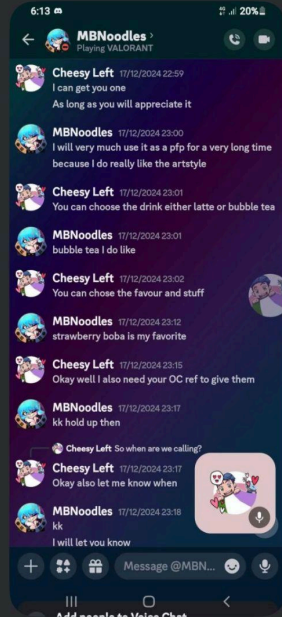 6:13
4G 20%
MBNoodles
Playing VALORANT
Cheesy Left 17/12/2024 22:59
I can get you one
As long as you will appreciate it
MBNoodles 17/12/2024 23:00
I will very much use it as a pfp for a very long time
because I do really like the artstyle
Cheesy Left 17/12/2024 23:01
You can choose the drink either latte or bubble tea
MBNoodles 17/12/2024 23:01
bubble tea I do like
Cheesy Left 17/12/2024 23:02
You can chose the favour and stuff
MBNoodles 17/12/2024 23:12
strawberry boba is my favorite
Cheesy Left 17/12/2024 23:15
Okay well I also need your OC ref to give them
MBNoodles 17/12/2024 23:17
kk hold up then
Cheesy Left So when are we calling?
Cheesy Left 17/12/2024 23:17
Okay also let me know when
MBNoodles 17/12/2024 23:18
kk
I will let you know
Message @MBN...
Add people to Voice Chat